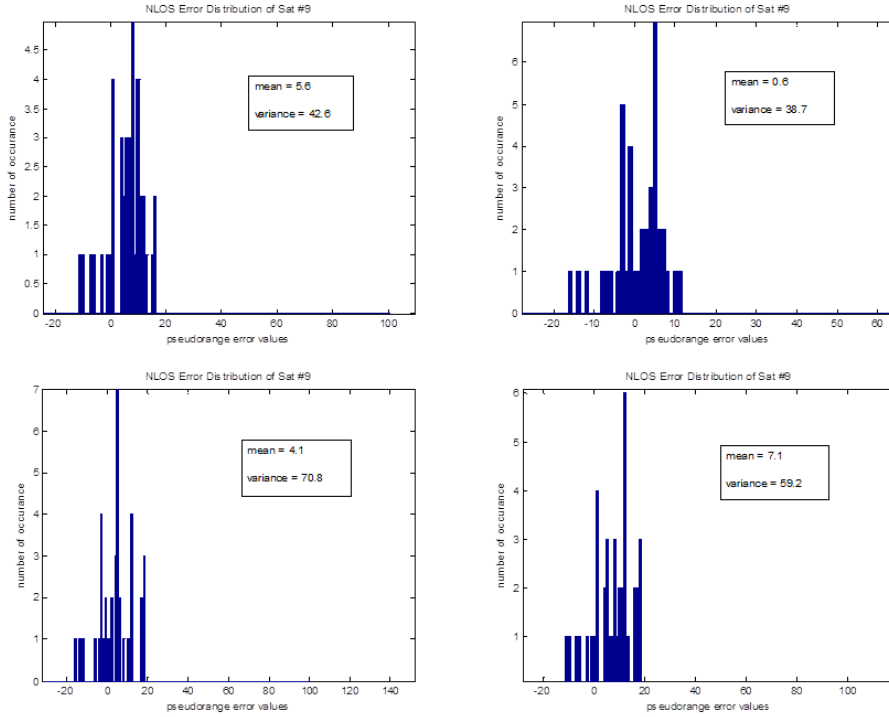 NLOS Error Distribution of Sat #9
mean = 5.6
variance = 42.6
number of occurance
4.5
4
3.5
3
2.5
2
1.5
1
0.5
0
-20 0 20 40 60 80 100
pseudorange error values
NLOS Error Distribution of Sat #9
mean = 0.6
variance = 38.7
number of occurance
6
5
4
3
2
1
0
-20 -10 0 10 20 30 40 50 60
pseudorange error values
NLOS Error Distribution of Sat #9
mean = 4.1
variance = 70.8
number of occurance
7
6
5
4
3
2
1
0
-20 0 20 40 60 80 100 120 140
pseudorange error values
NLOS Error Distribution of Sat #9
mean = 7.1
variance = 59.2
number of occurance
6
5
4
3
2
1
-20 0 20 40 60 80 100
pseudorange error values